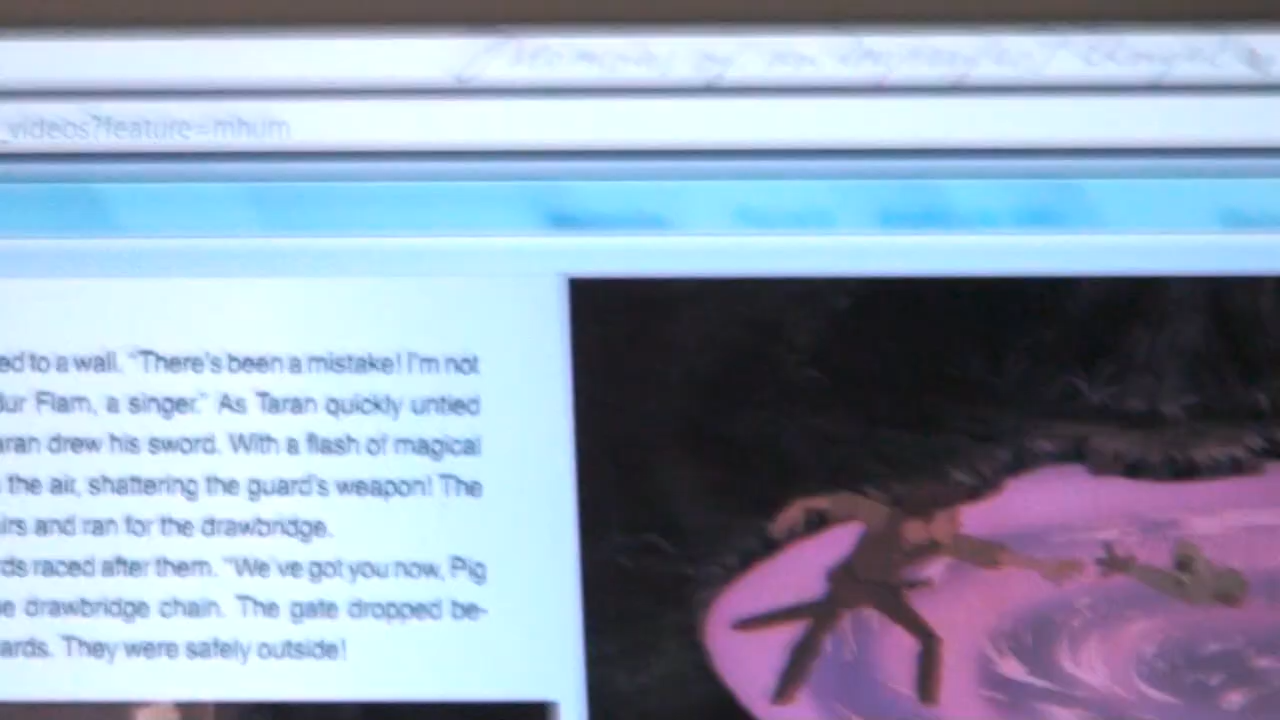 _videos?feature=mhum
ed to a wall. "There's been a mistake! I'm not
dur Flam, a singer." As Taran quickly untied
aran drew his sword. With a flash of magical
the air, shattering the guard's weapon! The
irs and ran for the drawbridge.
rds raced after them. "We've got you now, Pig
e drawbridge chain. The gate dropped be-
ards. They were safely outside!